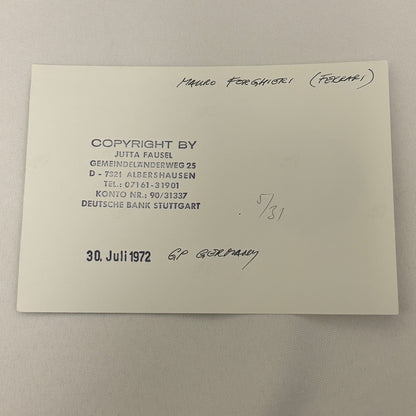 MAURO FORGHIERI (FERRARI)
COPYRIGHT BY
JUTTA FAUSEL
GEMEINDELÄNDERWEG 25
D - 7321 ALBERSHAUSEN
TEL.: 07161-31901
KONTO NR.: 90/31337
DEUTSCHE BANK STUTTGART
5/31
30. Juli 1972 GP GERMANY